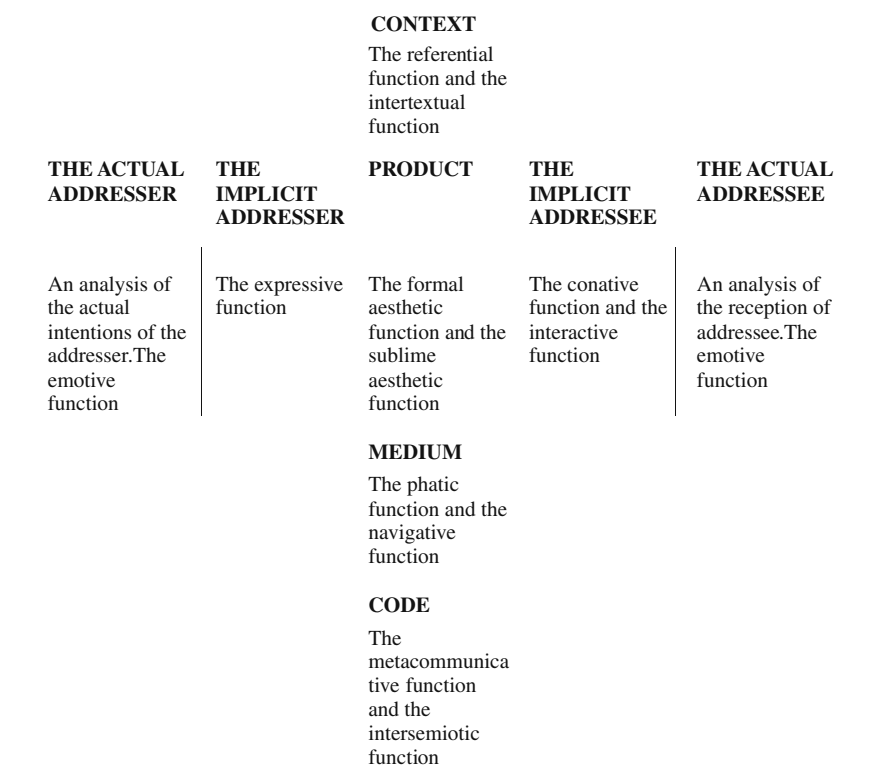 CONTEXT
The referential
function and the
intertextual
function
THE ACTUAL
ADDRESSER
THE
IMPLICIT
ADDRESSER
PRODUCT
THE
IMPLICIT
ADDRESSEE
THE ACTUAL
ADDRESSEE
An analysis of
the actual
intentions of the
addresser.The
emotive
function
The expressive
function
The formal
aesthetic
function and the
sublime
aesthetic
function
The conative
function and the
interactive
function
An analysis of
the reception of
addressee.The
emotive
function
MEDIUM
The phatic
function and the
navigative
function
CODE
The
metacommunica
tive function
and the
intersemiotic
function